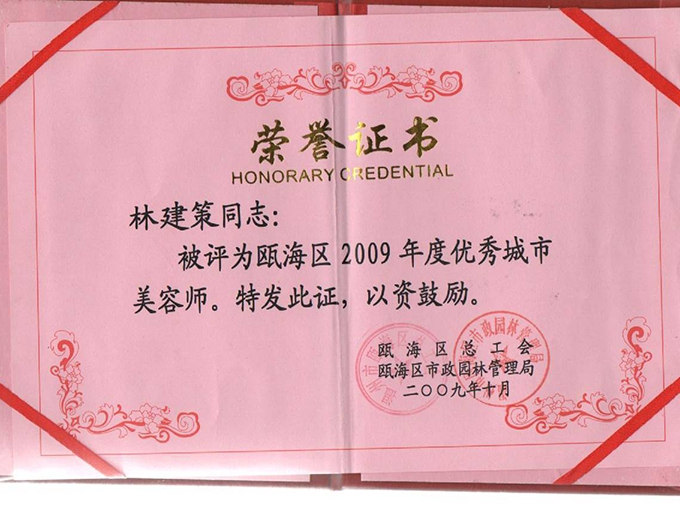 荣誉证书
HONORARY CREDENTIAL
林建策同志：
被评为瓯海区2009年度优秀城市
美容师。特发此证，以资鼓励。
瓯海区总工会
瓯海区市政园林管理局
二〇〇九年十月